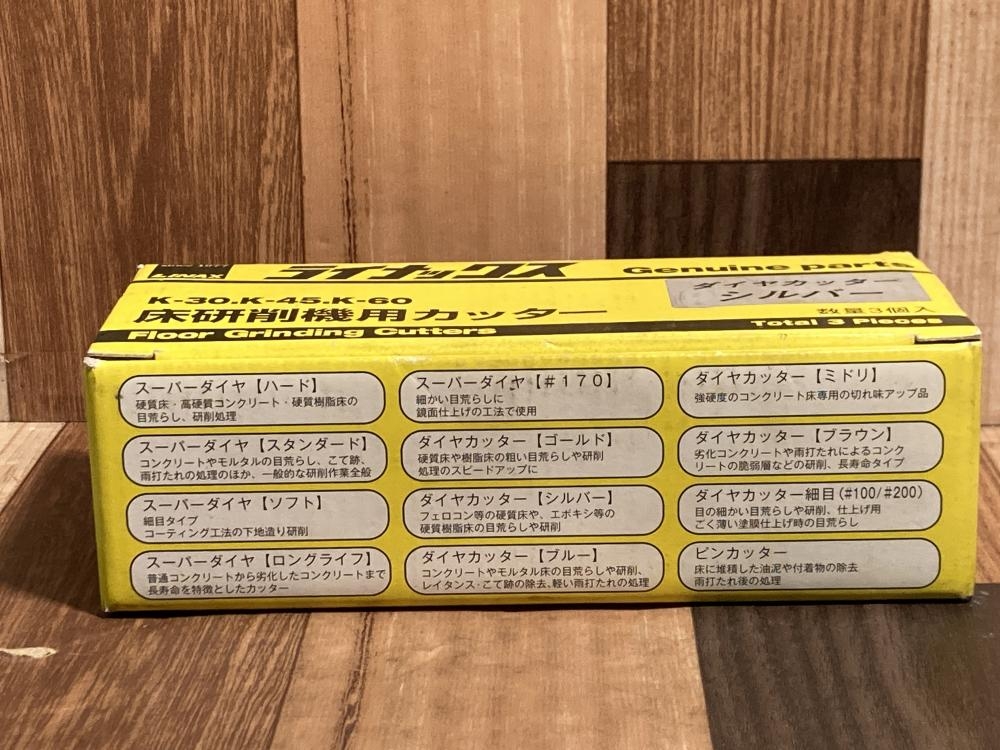 LINAX
ライナックス
Genuine parts
K-30.K-45.K-60
ダイヤカッター
シルバー
床研削機用カッター
数量3個入
Floor Grinding Cutters
Total 3 Pieces
スーパーダイヤ【ハード】
硬質床・高硬質コンクリート・硬質樹脂床の
目荒らし、研削処理
スーパーダイヤ【スタンダード】
コンクリートやモルタルの目荒らし、こて跡、
雨打たれの処理のほか、一般的な研削作業全般
スーパーダイヤ【ソフト】
細目タイプ
コーティング工法の下地造り研削
スーパーダイヤ【ロングライフ】
普通コンクリートから劣化したコンクリートまで
長寿命を特徴としたカッター
スーパーダイヤ【#170】
細かい目荒らしに
鏡面仕上げの工法で使用
ダイヤカッター【ゴールド】
硬質床や樹脂床の粗い目荒らしや研削
処理のスピードアップに
ダイヤカッター【シルバー】
フェロコン等の硬質床や、エポキシ等の
硬質樹脂床の目荒らしや研削
ダイヤカッター【ブルー】
コンクリートやモルタル床の目荒らしや研削、
レイタンス・こて跡の除去、軽い雨打たれの処理
ダイヤカッター【ミドリ】
強硬度のコンクリート床専用の切れ味アップ品
ダイヤカッター【ブラウン】
劣化コンクリートや雨打たれによるコンク
リートの脆弱層などの研削、長寿命タイプ
ダイヤカッター細目(#100/#200)
目の細かい目荒らしや研削、仕上げ用
ごく薄い塗膜仕上げ時の目荒らし
ピンカッター
床に堆積した油泥や付着物の除去
雨打たれ後の処理